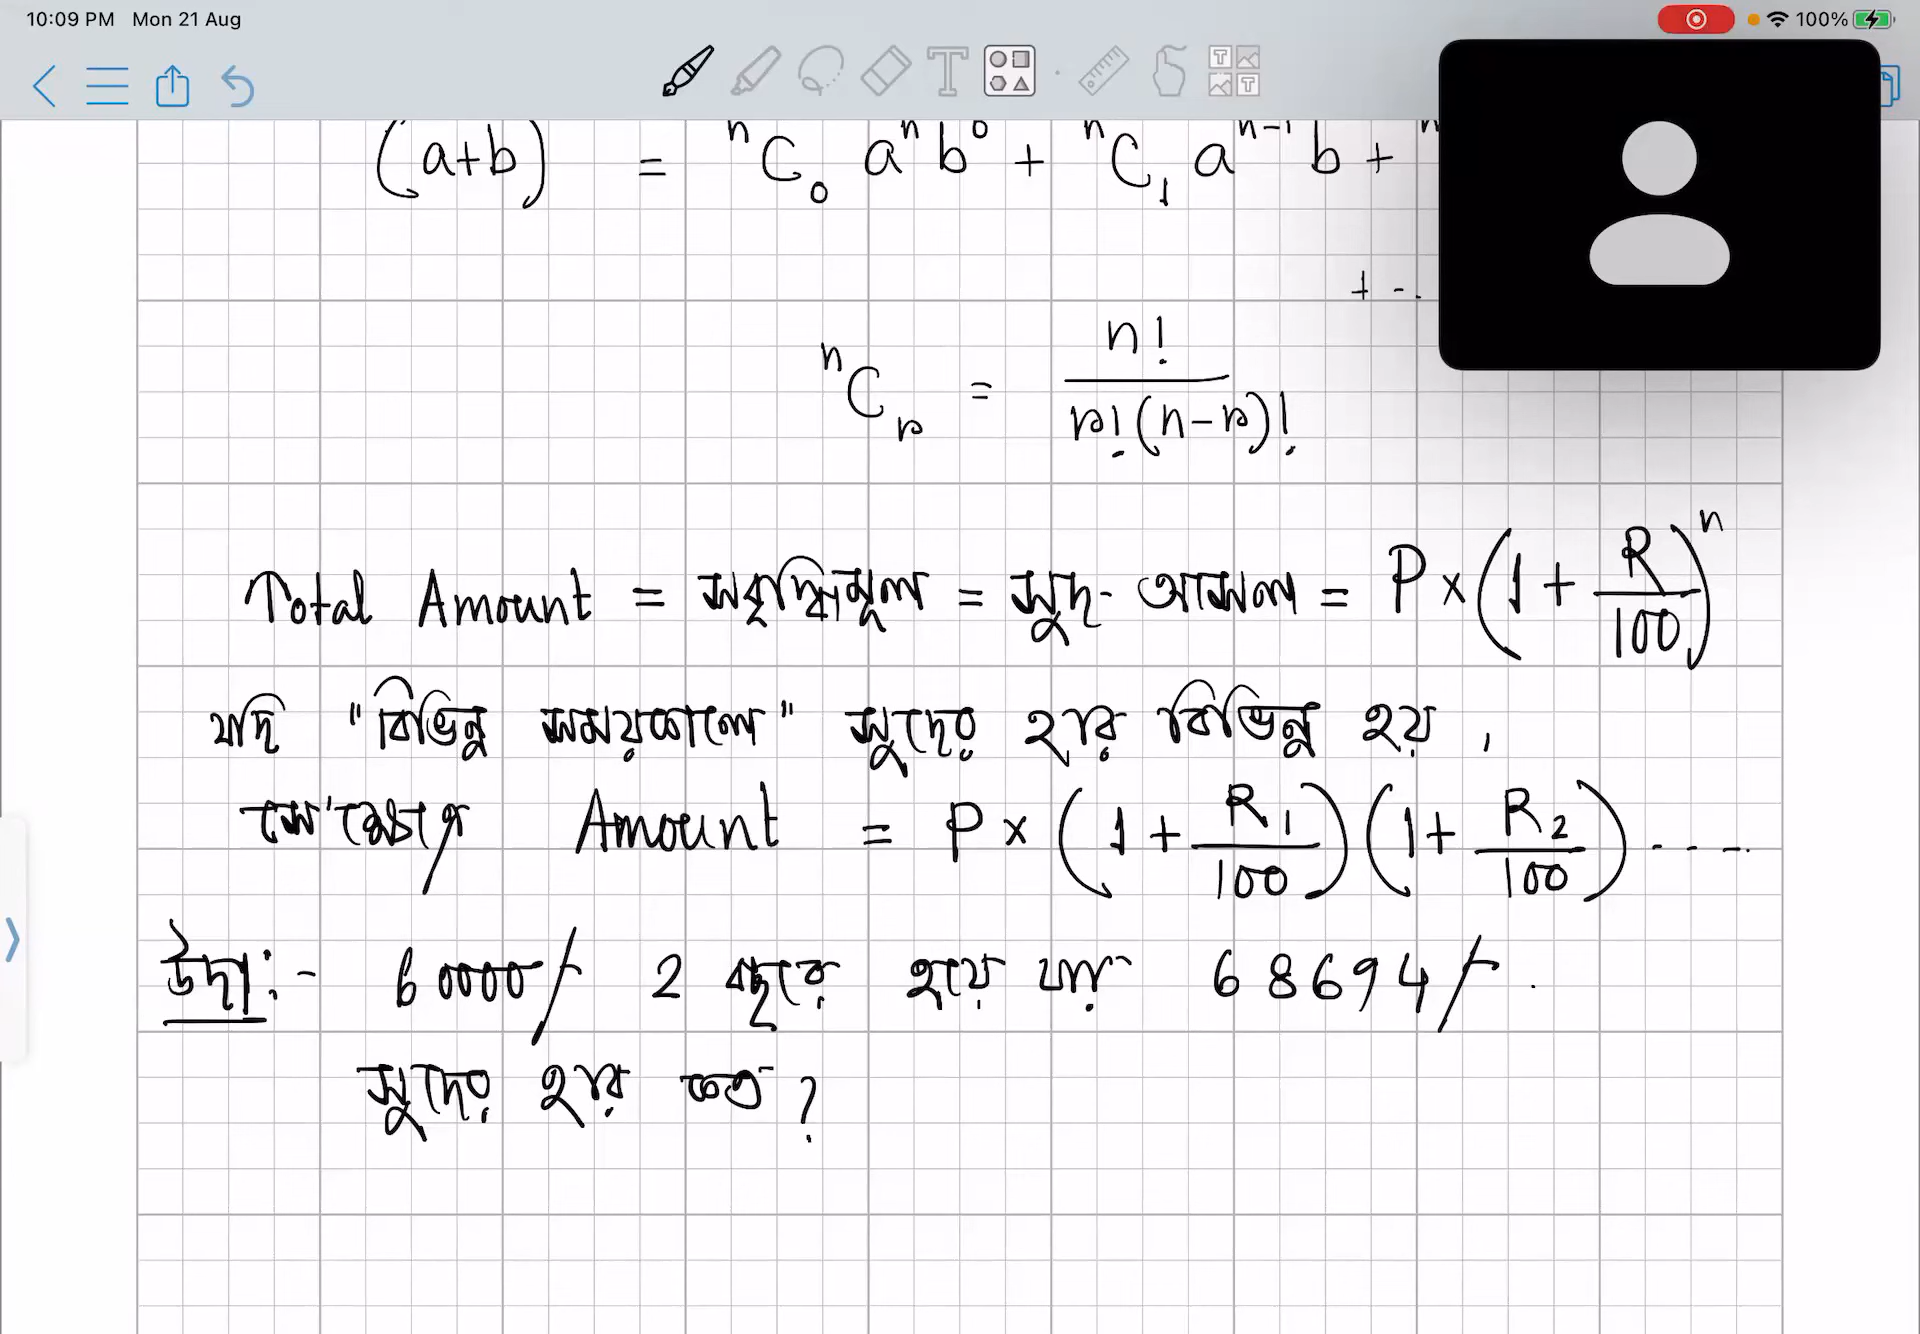 10:09 PM Mon 21 Aug 100%
(a+b) = ⁿC₀ aⁿ b⁰ + ⁿC₁ aⁿ⁻¹ b +
+ -.
ⁿCᵣ = n! / r!(n-r)!
Total Amount = সবৃদ্ধিমূল = সুদ-আসল = P × (1 + R/100)ⁿ
যদি "বিভিন্ন সময়কালে" সুদের হার বিভিন্ন হয়,
সেক্ষেত্রে Amount = P × (1 + R₁/100) (1 + R₂/100) ----
উদা:- 60000/- 2 বছরে হয়ে যায় 68694/-.
সুদের হার কত?